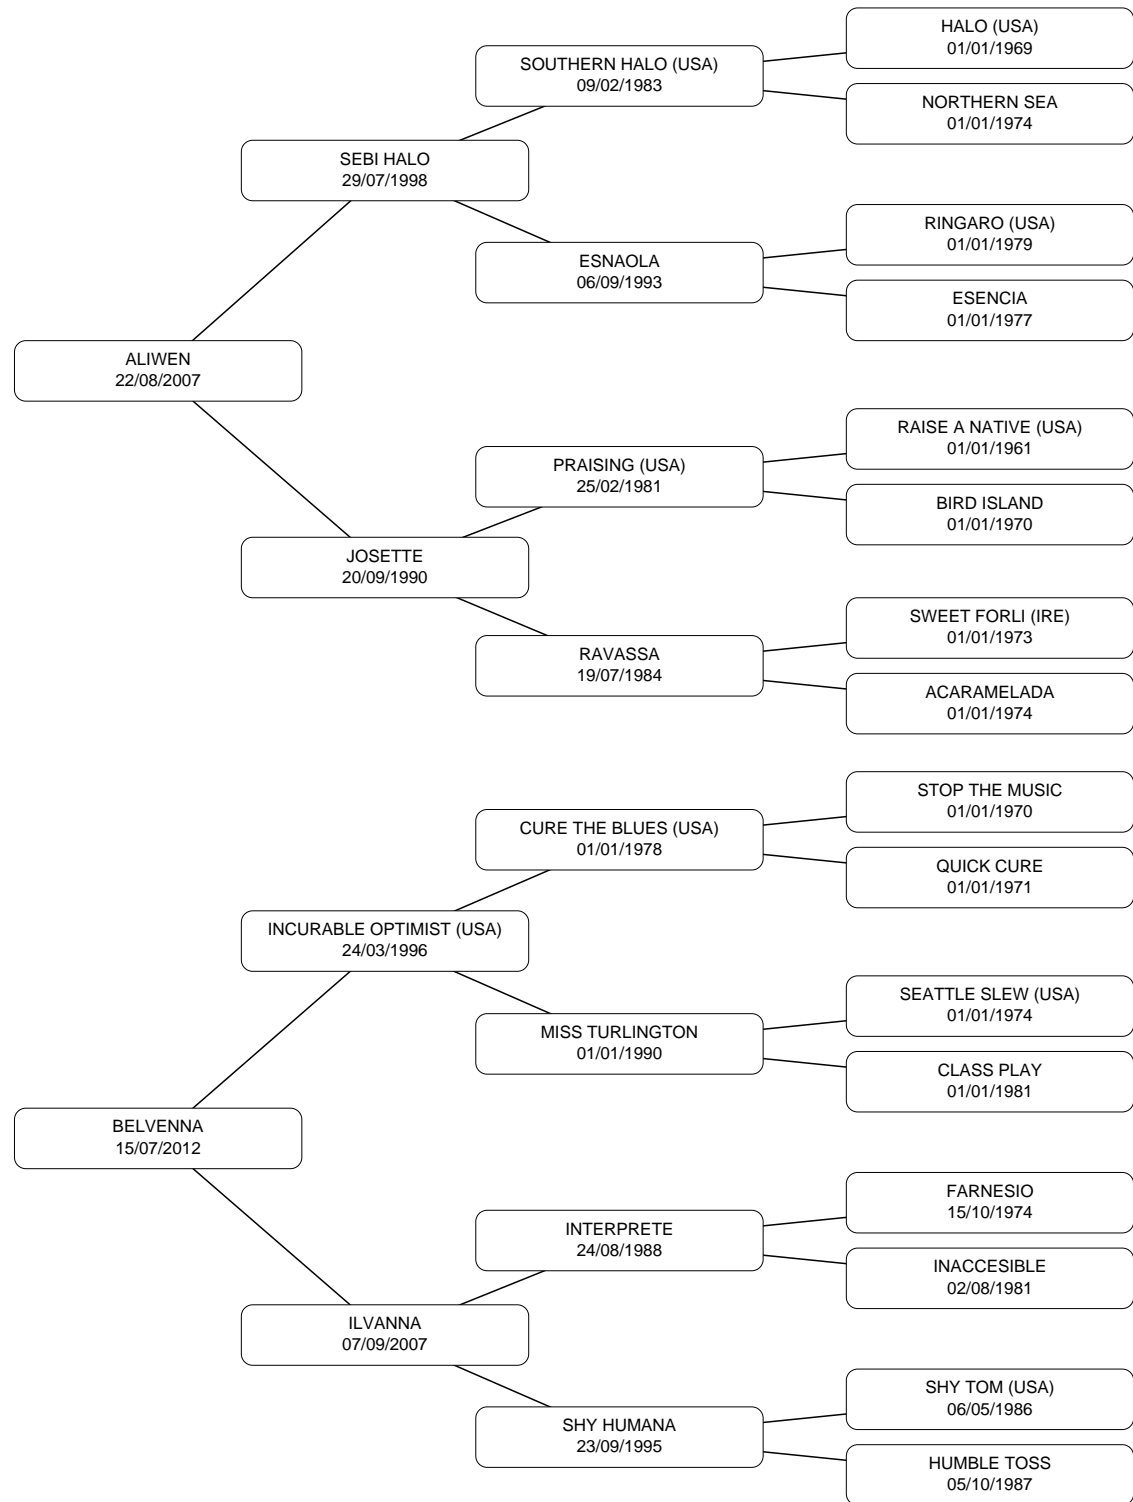 HALO (USA)
01/01/1969
SOUTHERN HALO (USA)
09/02/1983
NORTHERN SEA
01/01/1974
SEBI HALO
29/07/1998
RINGARO (USA)
01/01/1979
ESNAOLA
06/09/1993
ESENCIA
01/01/1977
ALIWEN
22/08/2007
RAISE A NATIVE (USA)
01/01/1961
PRAISING (USA)
25/02/1981
BIRD ISLAND
01/01/1970
JOSETTE
20/09/1990
SWEET FORLI (IRE)
01/01/1973
RAVASSA
19/07/1984
ACARAMELADA
01/01/1974
STOP THE MUSIC
01/01/1970
CURE THE BLUES (USA)
01/01/1978
QUICK CURE
01/01/1971
INCURABLE OPTIMIST (USA)
24/03/1996
SEATTLE SLEW (USA)
01/01/1974
MISS TURLINGTON
01/01/1990
CLASS PLAY
01/01/1981
BELVENNA
15/07/2012
FARNESIO
15/10/1974
INTERPRETE
24/08/1988
INACCESIBLE
02/08/1981
ILVANNA
07/09/2007
SHY TOM (USA)
06/05/1986
SHY HUMANA
23/09/1995
HUMBLE TOSS
05/10/1987